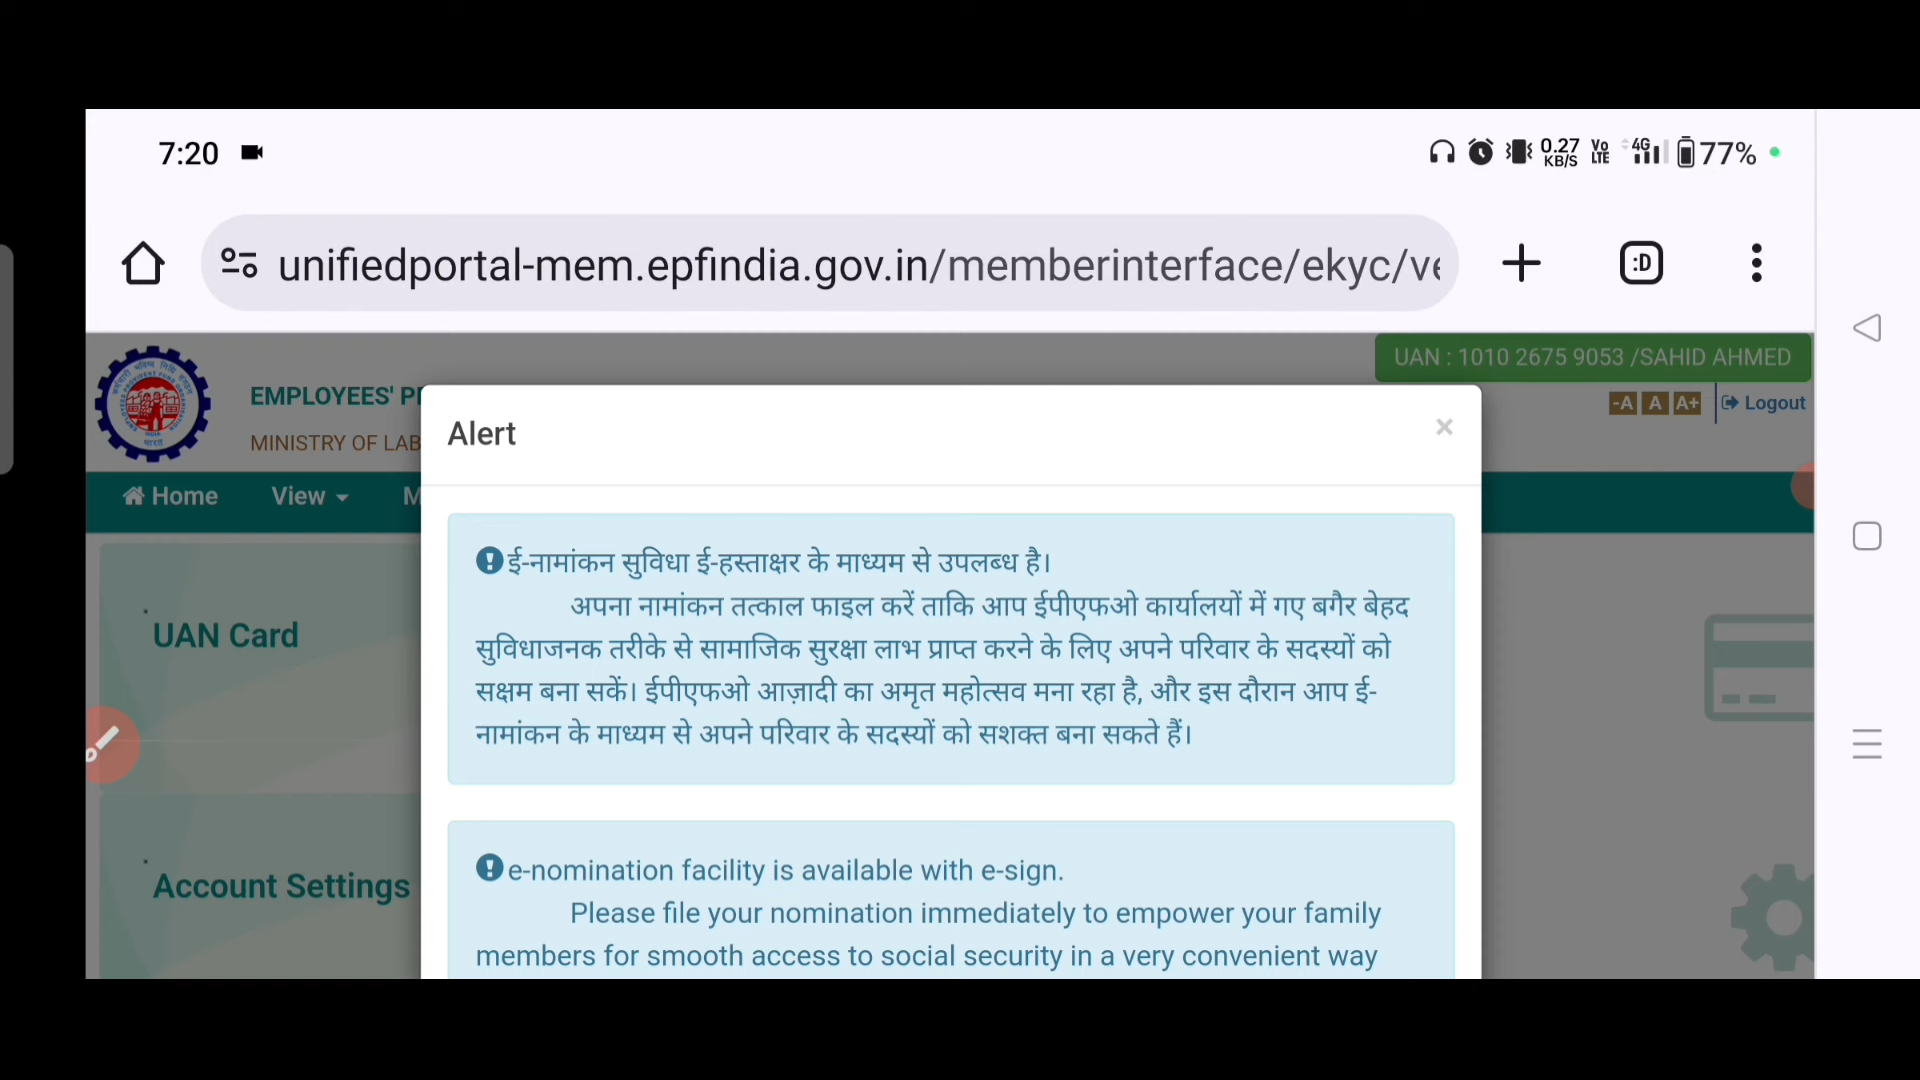 7:20
0.27 KB/S Vo LTE 4G 77%
unifiedportal-mem.epfindia.gov.in/memberinterface/ekyc/ve
:D
UAN : 1010 2675 9053 /SAHID AHMED
EMPLOYEES' P
-A A A+ Logout
MINISTRY OF LAB
Home View M
Alert
×
ई-नामांकन सुविधा ई-हस्ताक्षर के माध्यम से उपलब्ध है।
अपना नामांकन तत्काल फाइल करें ताकि आप ईपीएफओ कार्यालयों में गए बगैर बेहद
सुविधाजनक तरीके से सामाजिक सुरक्षा लाभ प्राप्त करने के लिए अपने परिवार के सदस्यों को
सक्षम बना सकें। ईपीएफओ आज़ादी का अमृत महोत्सव मना रहा है, और इस दौरान आप ई-
नामांकन के माध्यम से अपने परिवार के सदस्यों को सशक्त बना सकते हैं।
UAN Card
e-nomination facility is available with e-sign.
Please file your nomination immediately to empower your family
members for smooth access to social security in a very convenient way
Account Settings